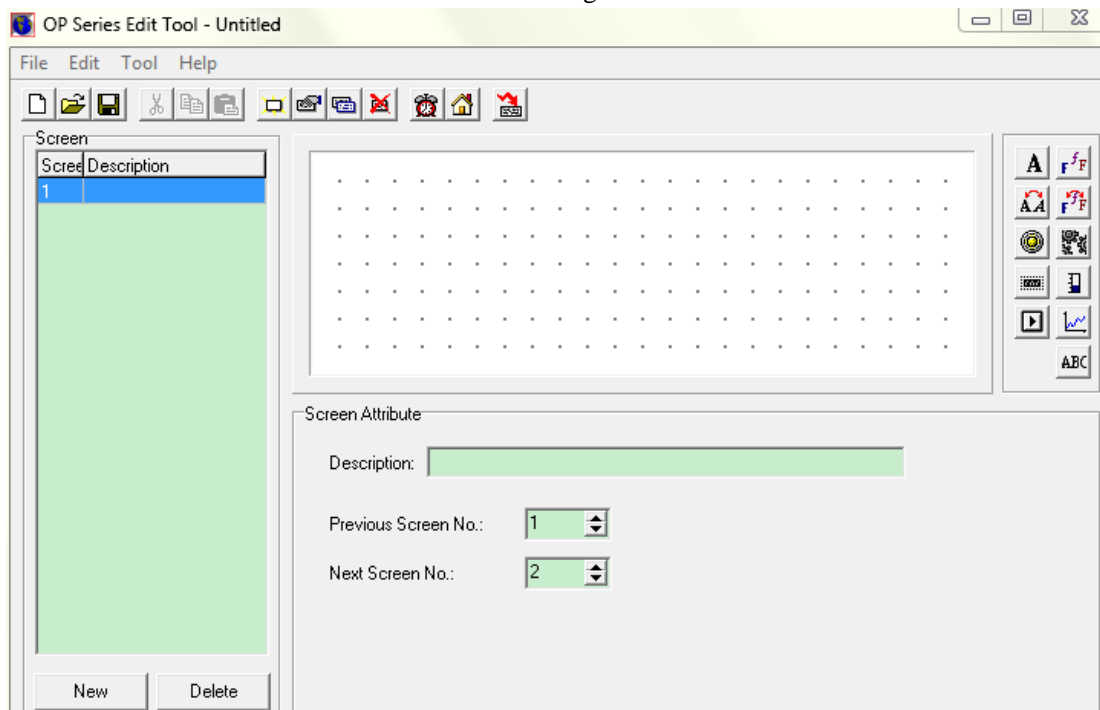 OP Series Edit Tool - Untitled
File Edit Tool Help
Screen
Scree Description
1
A F f F
A A F f F
ABC
Screen Attribute
Description:
Previous Screen No.: 1
Next Screen No.: 2
New Delete